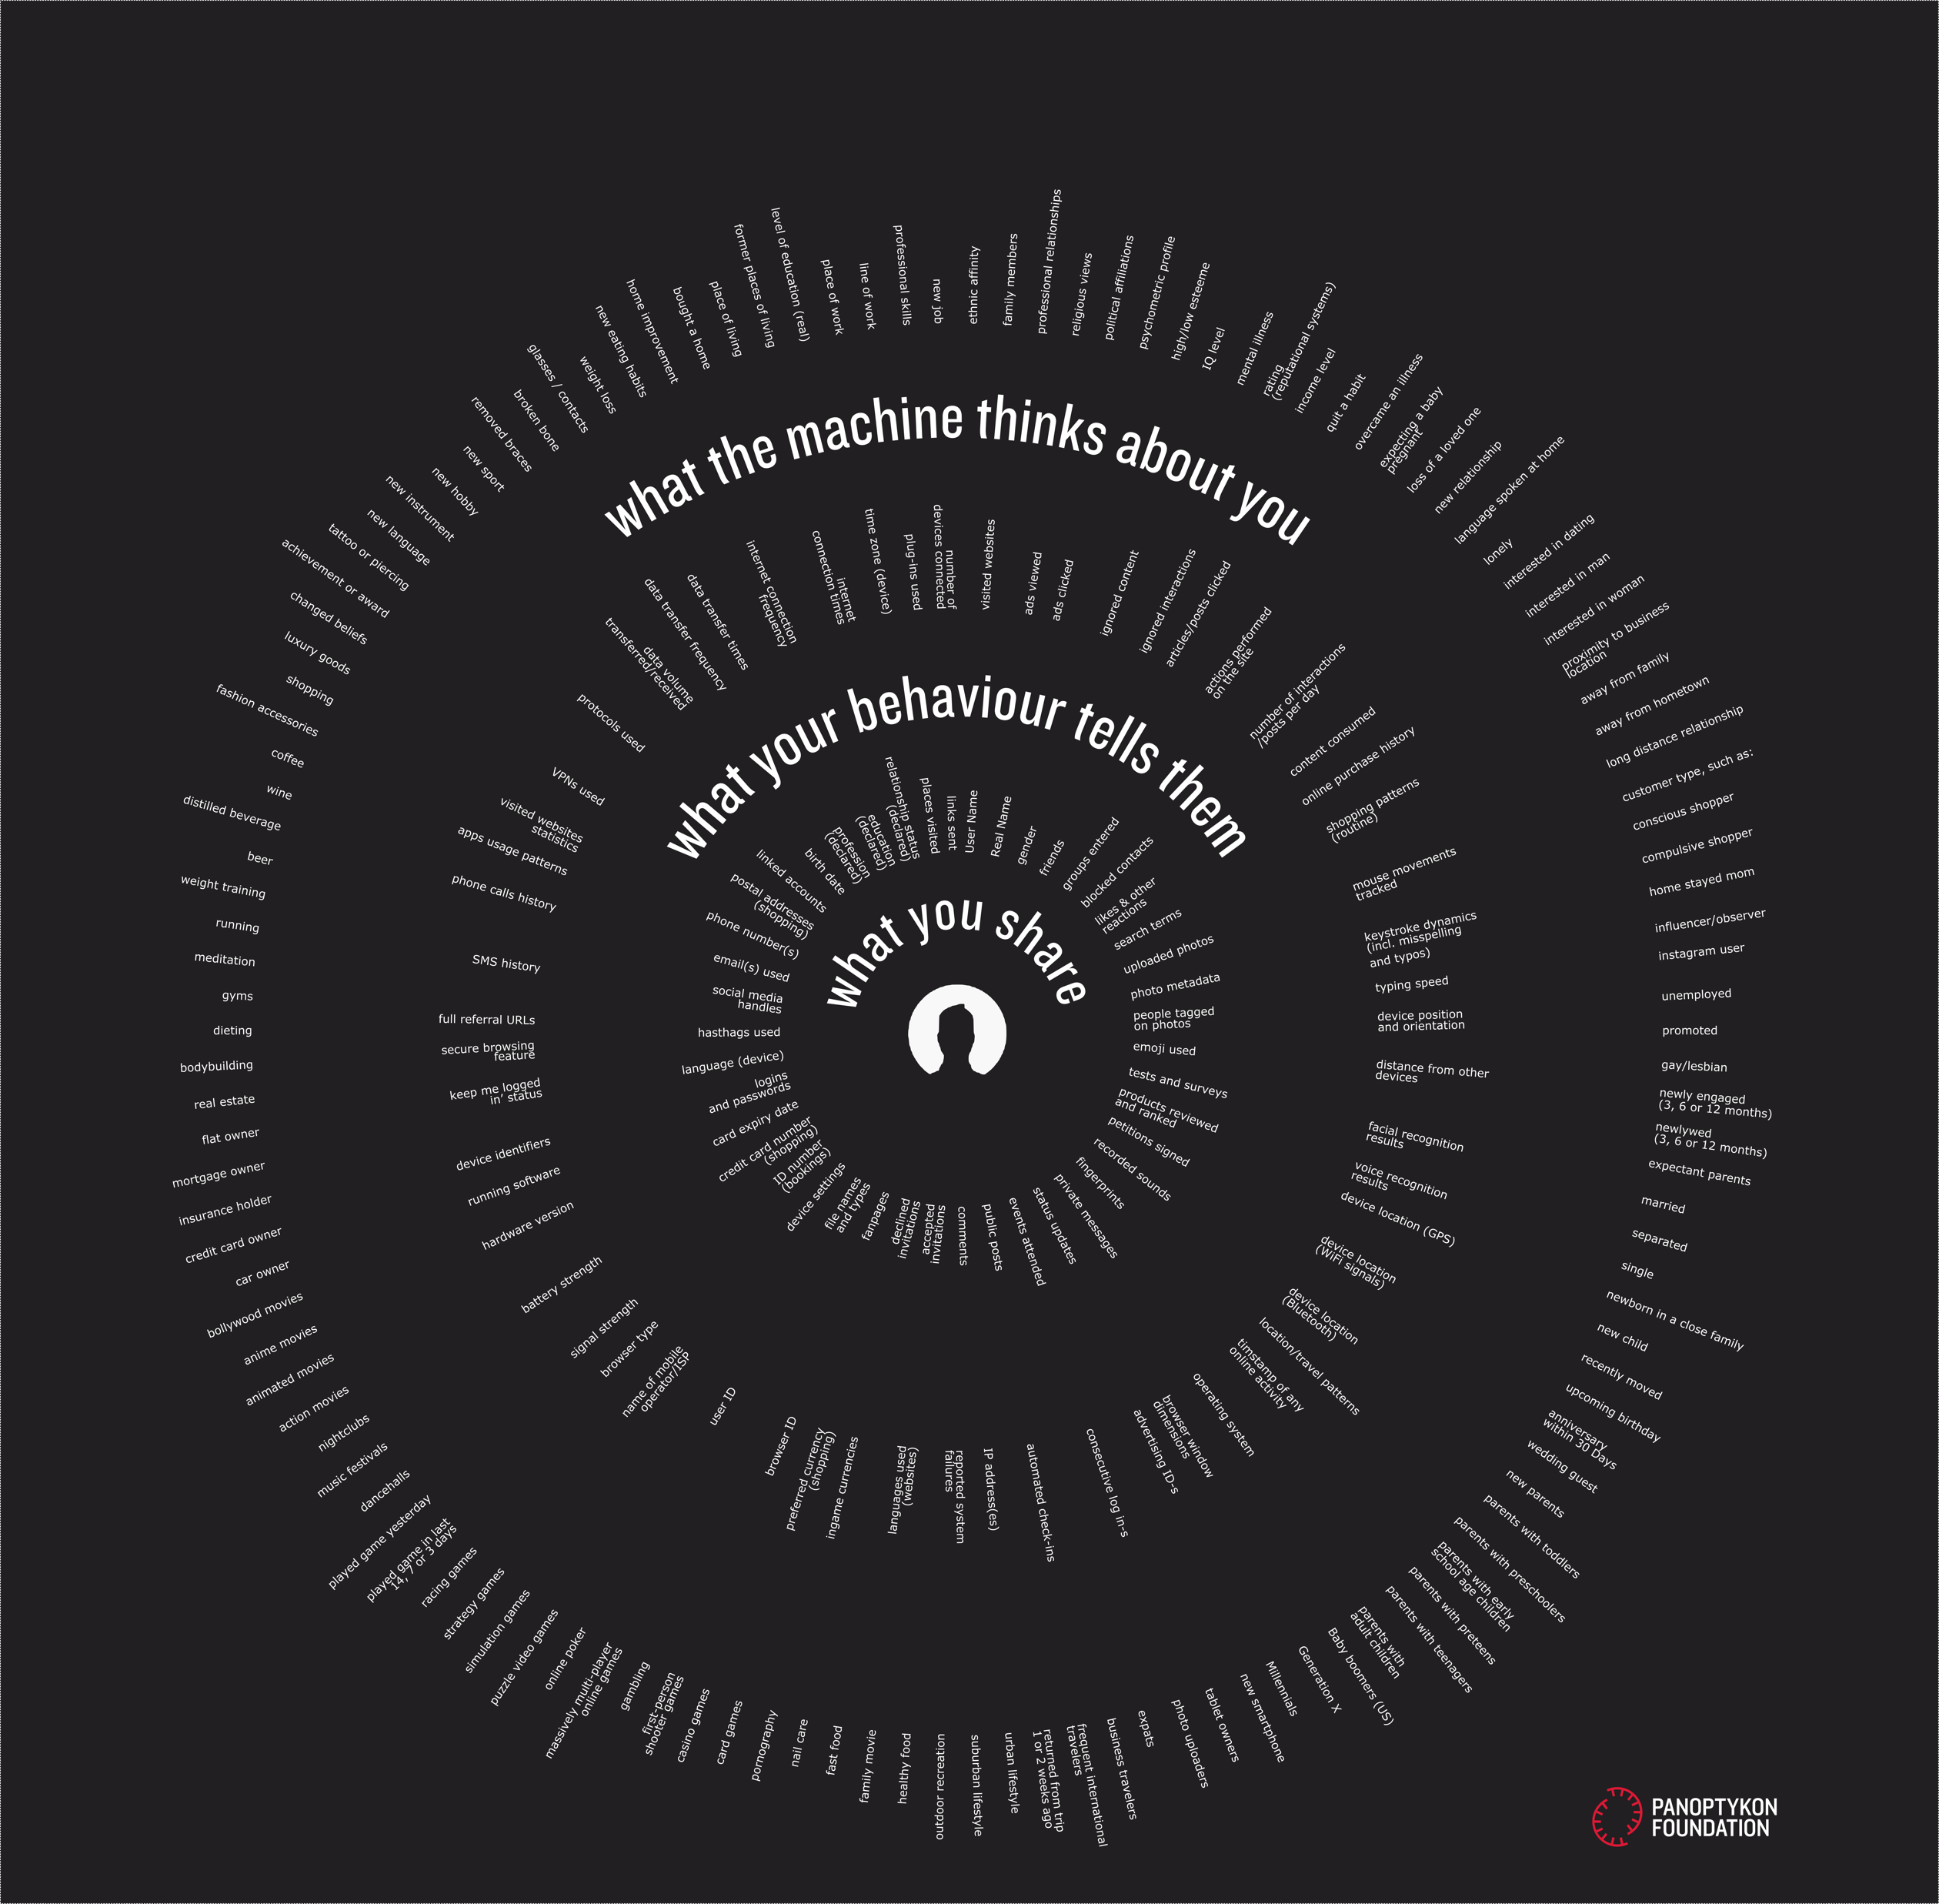 what the machine thinks about you
ethnic affinity
family members
professional relationships
religious views
political affiliations
psychometric profile
high/low esteeme
IQ level
mental illness
rating
(reputational systems)
income level
quit a habit
overcame an illness
expecting a baby
pregnant
loss of a loved one
new relationship
language spoken at home
lonely
interested in dating
interested in man
interested in woman
proximity to business
location
away from family
away from hometown
long distance relationship
customer type, such as:
conscious shopper
compulsive shopper
home stayed mom
influencer/observer
instagram user
unemployed
promoted
gay/lesbian
newly engaged
(3, 6 or 12 months)
newlywed
(3, 6 or 12 months)
expectant parents
married
separated
single
newborn in a close family
new child
recently moved
upcoming birthday
anniversary
within 30 Days
wedding guest
new parents
parents with toddlers
parents with preschoolers
parents with early
school age children
parents with preteens
parents with teenagers
parents with
adult children
Baby boomers (US)
Generation X
Millennials
new smartphone
tablet owners
photo uploaders
expats
business travelers
frequent international
travelers
returned from trip
1 or 2 weeks ago
urban lifestyle
suburban lifestyle
outdoor recreation
healthy food
family movie
fast food
nail care
pornography
card games
casino games
first-person
shooter games
gambling
massively multi-player
online games
online poker
puzzle video games
simulation games
strategy games
racing games
played game in last
14, 7 or 3 days
played game yesterday
dancehalls
music festivals
nightclubs
action movies
animated movies
anime movies
bollywood movies
car owner
credit card owner
insurance holder
mortgage owner
flat owner
real estate
bodybuilding
dieting
gyms
meditation
running
weight training
beer
distilled beverage
wine
coffee
fashion accessories
shopping
luxury goods
changed beliefs
achievement or award
tattoo or piercing
new language
new instrument
new hobby
new sport
removed braces
broken bone
glasses / contacts
weight loss
new eating habits
home improvement
bought a home
place of living
former places of living
level of education (real)
place of work
line of work
professional skills
new job
what your behaviour tells them
visited websites
ads viewed
ads clicked
ignored content
ignored interactions
articles/posts clicked
actions performed
on the site
number of interactions
/posts per day
content consumed
online purchase history
shopping patterns
(routine)
mouse movements
tracked
keystroke dynamics
(incl. misspelling
and typos)
typing speed
device position
and orientation
distance from other
devices
facial recognition
results
voice recognition
results
device location (GPS)
device location
(WiFi signals)
device location
(Bluetooth)
location/travel patterns
timstamp of any
online activity
operating system
browser window
dimensions
advertising ID-s
consecutive log in-s
automated check-ins
IP address(es)
reported system
failures
languages used
(websites)
ingame currencies
preferred currency
(shopping)
browser ID
user ID
name of mobile
operator/ISP
browser type
signal strength
battery strength
hardware version
running software
device identifiers
keep me logged
in’ status
secure browsing
feature
full referral URLs
SMS history
phone calls history
apps usage patterns
visited websites
statistics
VPNs used
protocols used
data volume
transferred/received
data transfer frequency
data transfer times
internet connection
frequency
internet
connection times
time zone (device)
plug-ins used
number of
devices connected
what you share
User Name
Real Name
gender
friends
groups entered
blocked contacts
likes & other
reactions
search terms
uploaded photos
photo metadata
people tagged
on photos
emoji used
tests and surveys
products reviewed
and ranked
petitions signed
recorded sounds
fingerprints
private messages
status updates
events attended
public posts
comments
accepted
invitations
declined
invitations
fanpages
file names
and types
device settings
ID number
(bookings)
credit card number
(shopping)
card expiry date
logins
and passwords
language (device)
hasthags used
social media
handles
email(s) used
phone number(s)
postal addresses
(shopping)
linked accounts
birth date
profession
(declared)
education
(declared)
relationship status
(declared)
places visited
links sent
PANOPTYKON
FOUNDATION